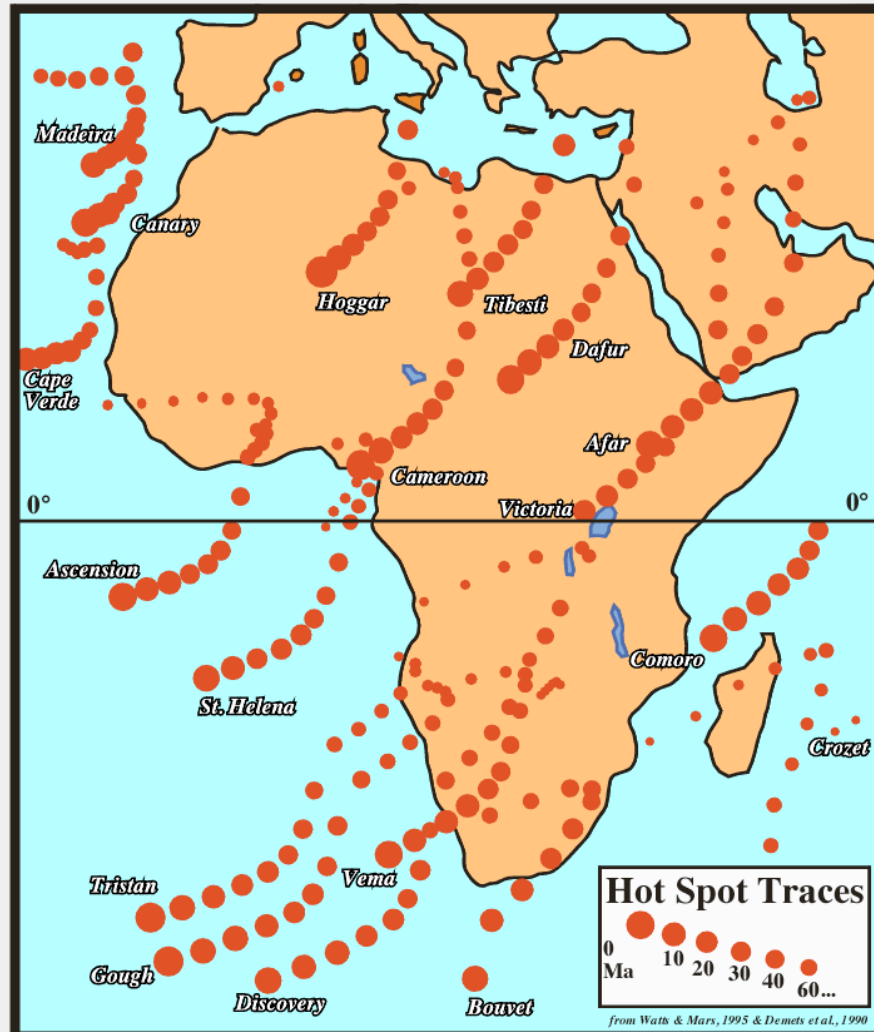 Madeira
Canary
Hoggar
Tibesti
Dafur
Cape
Verde
Afar
Cameroon
Victoria
0°
0°
Ascension
Comoro
St. Helena
Crozet
Tristan
Vema
Gough
Discovery
Bouvet
Hot Spot Traces
0
Ma
10
20
30
40
60...
from Watts & Mars, 1995 & Demets et al., 1990